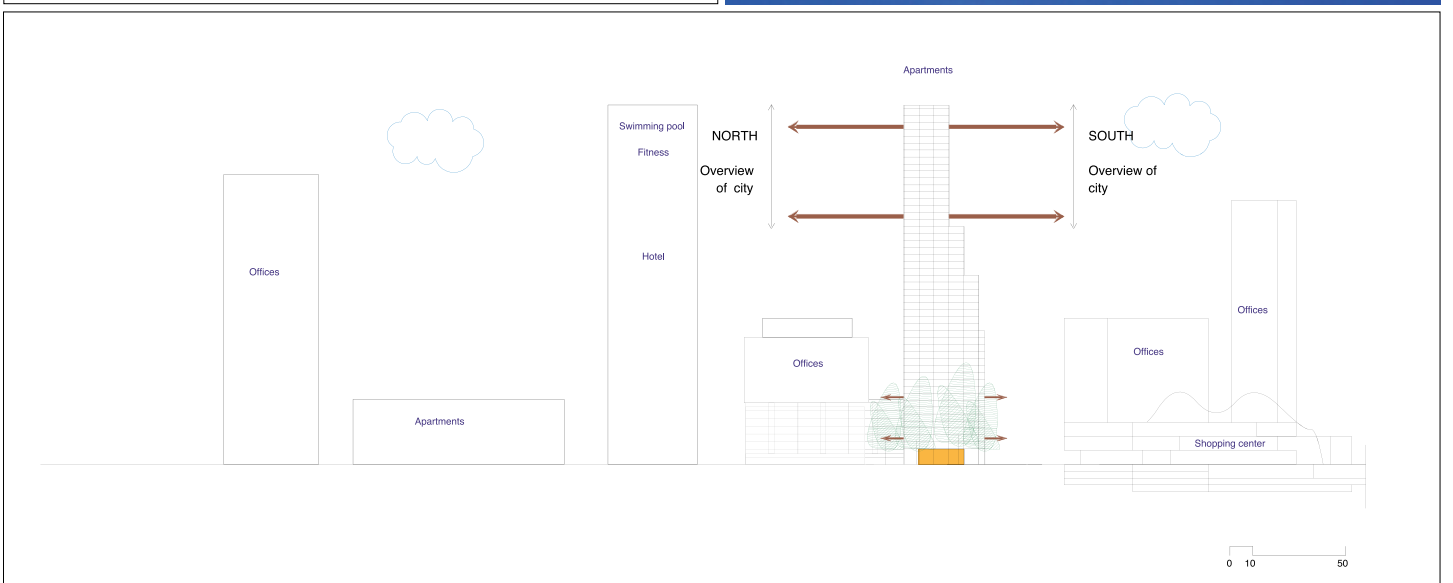 Apartments
Swimming pool
Fitness
NORTH
Overview
of city
SOUTH
Overview of
city
Hotel
Offices
Offices
Offices
Offices
Apartments
Shopping center
0 10 50